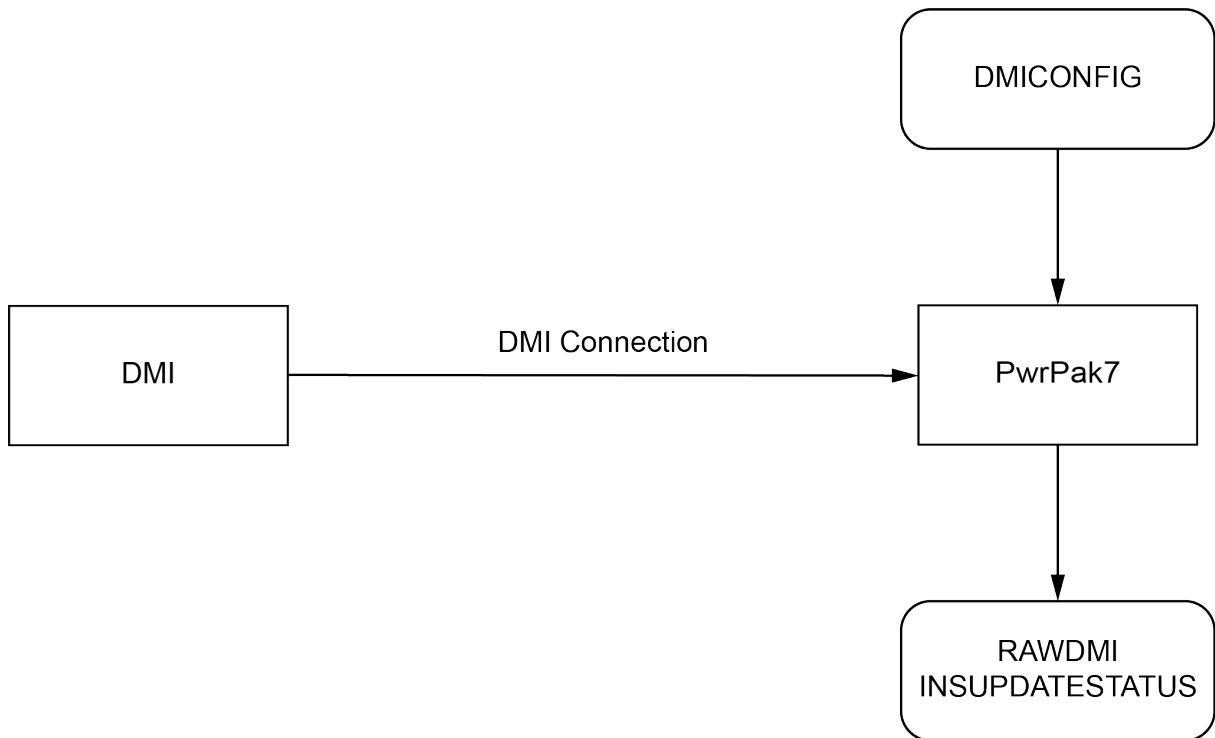 DMICONFIG
DMI Connection
DMI
PwrPak7
RAWDMI
INSUPDATESTATUS